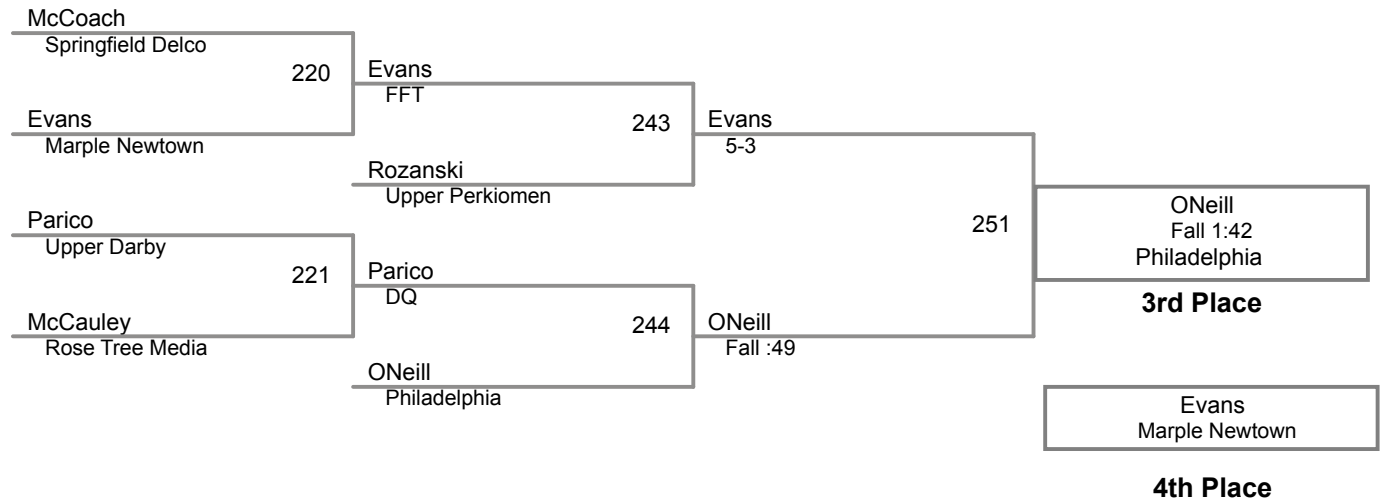 McCoach
Springfield Delco
220
Evans
FFT
Evans
Marple Newtown
243
Evans
5-3
Rozanski
Upper Perkiomen
Parico
Upper Darby
251
ONeill
Fall 1:42
Philadelphia
3rd Place
221
Parico
DQ
McCauley
Rose Tree Media
244
ONeill
Fall :49
ONeill
Philadelphia
Evans
Marple Newtown
4th Place